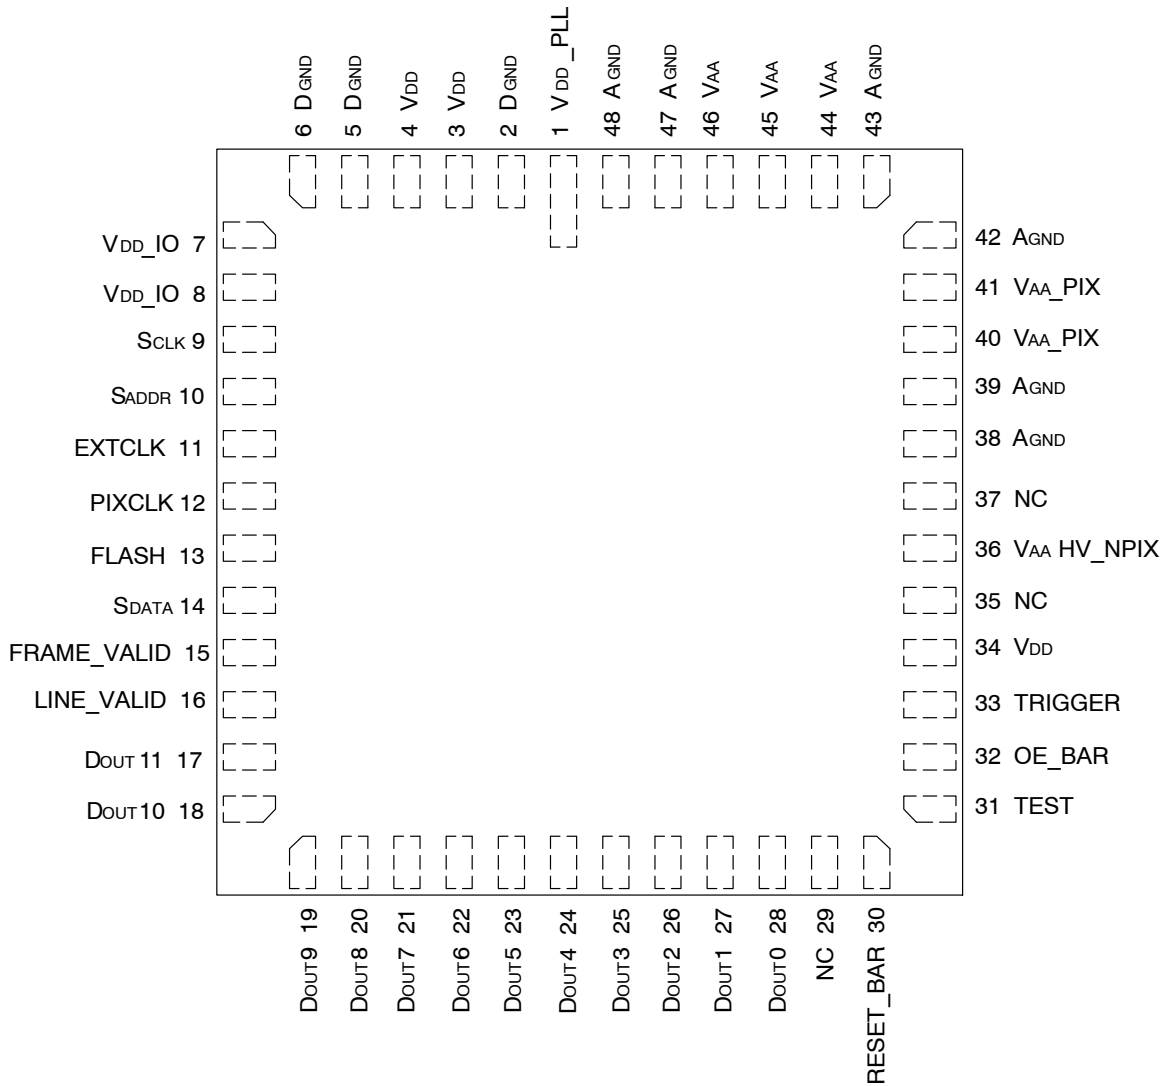 6 DGND
5 DGND
4 VDD
3 VDD
2 DGND
1 VDD_PLL
48 AGND
47 AGND
46 VAA
45 VAA
44 VAA
43 AGND
VDD_IO 7
VDD_IO 8
SCLK 9
SADDR 10
EXTCLK 11
PIXCLK 12
FLASH 13
SDATA 14
FRAME_VALID 15
LINE_VALID 16
DOUT11 17
DOUT10 18
DOUT9 19
DOUT8 20
DOUT7 21
DOUT6 22
DOUT5 23
DOUT4 24
DOUT3 25
DOUT2 26
DOUT1 27
DOUT0 28
NC 29
RESET_BAR 30
42 AGND
41 VAA_PIX
40 VAA_PIX
39 AGND
38 AGND
37 NC
36 VAA HV_NPIX
35 NC
34 VDD
33 TRIGGER
32 OE_BAR
31 TEST